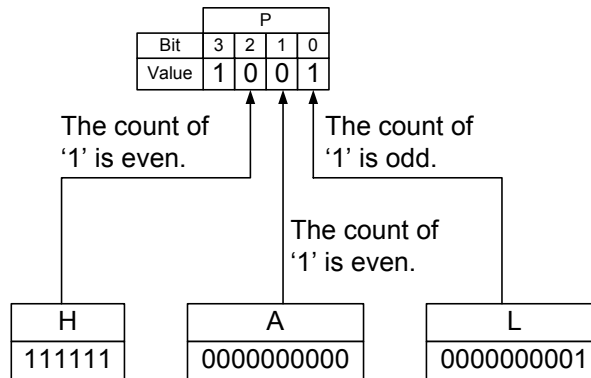 P
Bit 3 2 1 0
Value 1 0 0 1
The count of
‘1’ is even.
The count of
‘1’ is odd.
The count of
‘1’ is even.
H A L
111111 0000000000 0000000001